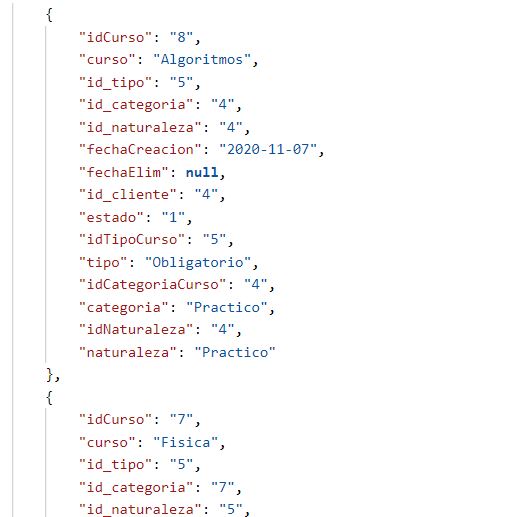 {
"idCurso": "8",
"curso": "Algoritmos",
"id_tipo": "5",
"id_categoria": "4",
"id_naturaleza": "4",
"fechaCreacion": "2020-11-07",
"fechaElim": null,
"id_cliente": "4",
"estado": "1",
"idTipoCurso": "5",
"tipo": "Obligatorio",
"idCategoriaCurso": "4",
"categoria": "Practico",
"idNaturaleza": "4",
"naturaleza": "Practico"
},
{
"idCurso": "7",
"curso": "Fisica",
"id_tipo": "5",
"id_categoria": "7",
"id_naturaleza": "5",